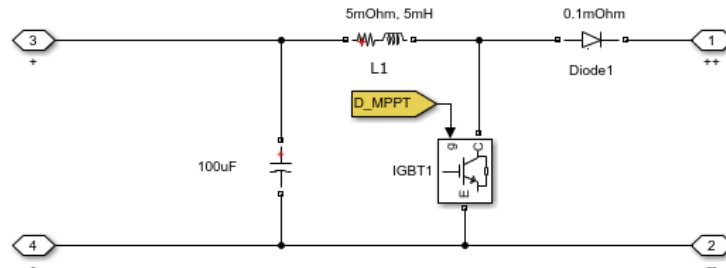 5mOhm, 5mH
0.1mOhm
3
1
+
++
L1
Diode1
D_MPPT
g
C
100uF
IGBT1
E
4
2